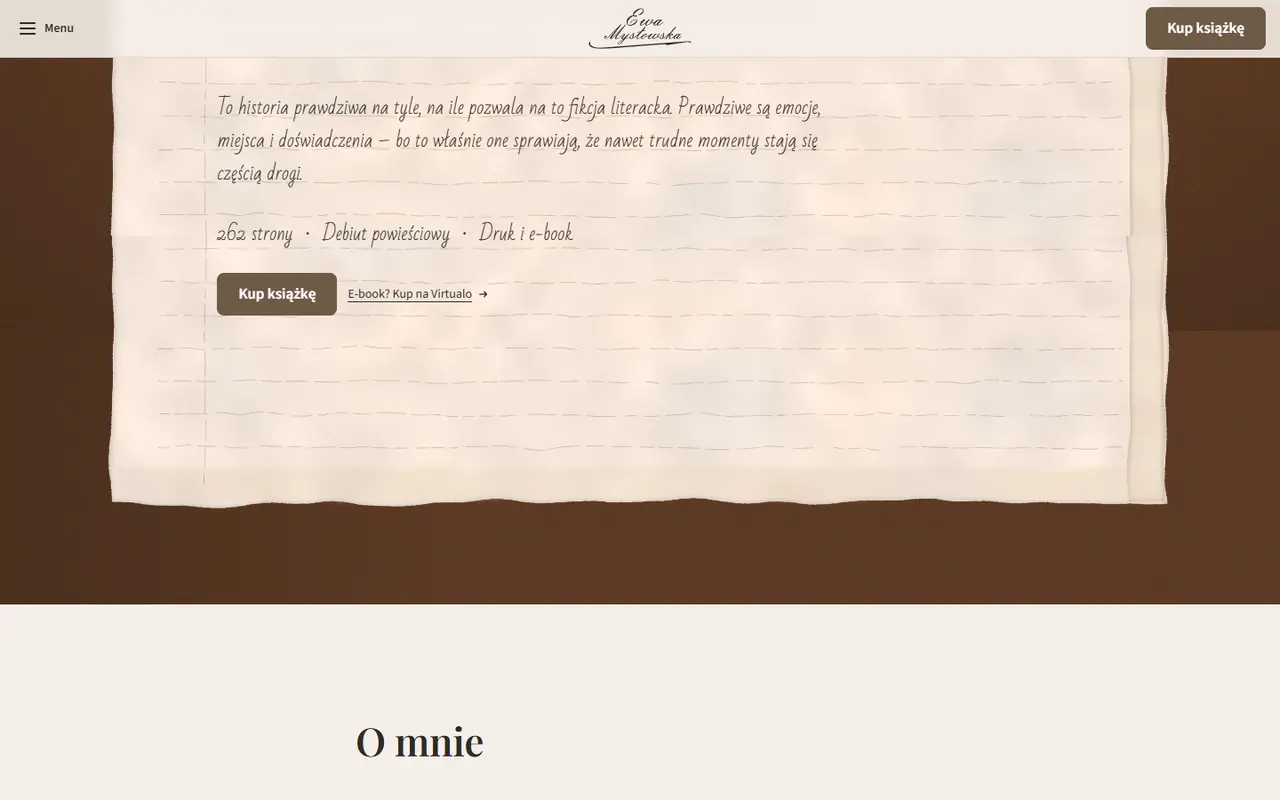 Menu
Ewa
Mysłowska
Kup książkę
To historia prawdziwa na tyle, na ile pozwala na to fikcja literacka. Prawdziwe są emocje,
miejsca i doświadczenia – bo to właśnie one sprawiają, że nawet trudne momenty stają się
częścią drogi.
262 strony · Debiut powieściowy · Druk i e-book
Kup książkę
E-book? Kup na Virtualo →
O mnie